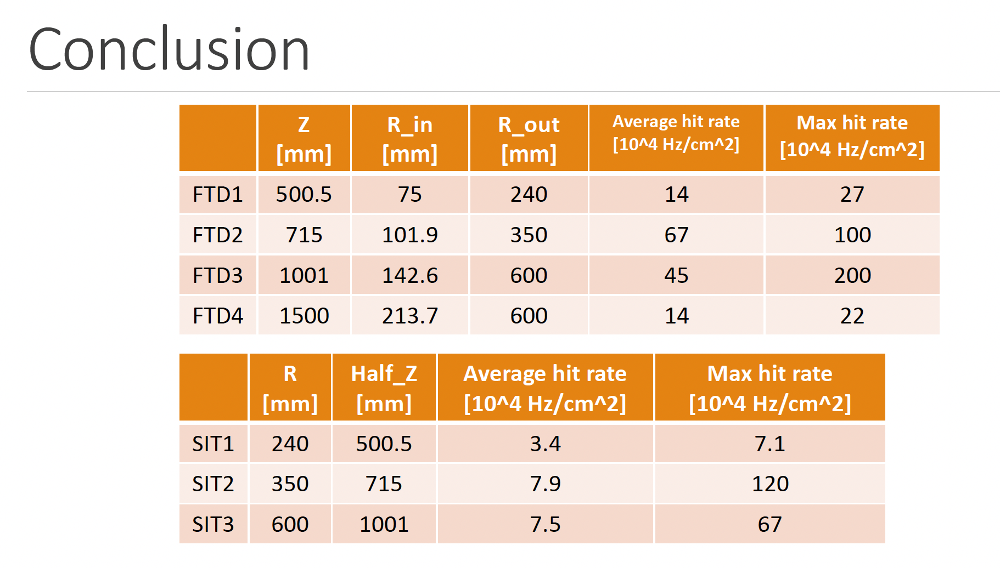 Conclusion
Z [mm] R_in [mm] R_out [mm] Average hit rate [10^4 Hz/cm^2] Max hit rate [10^4 Hz/cm^2]
FTD1 500.5 75 240 14 27
FTD2 715 101.9 350 67 100
FTD3 1001 142.6 600 45 200
FTD4 1500 213.7 600 14 22
R [mm] Half_Z [mm] Average hit rate [10^4 Hz/cm^2] Max hit rate [10^4 Hz/cm^2]
SIT1 240 500.5 3.4 7.1
SIT2 350 715 7.9 120
SIT3 600 1001 7.5 67